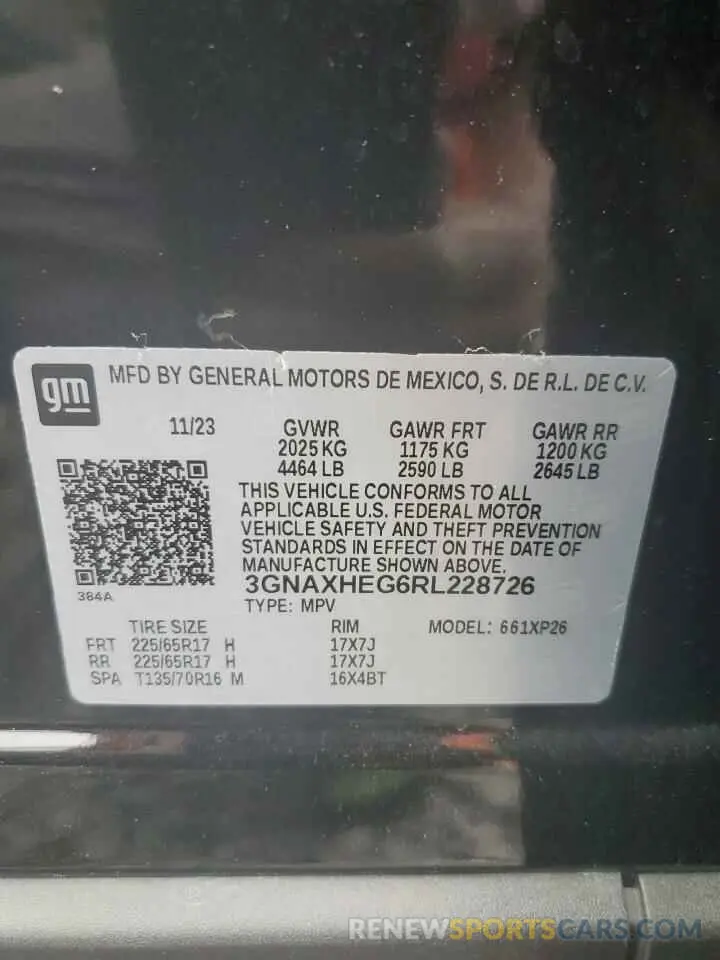 gm MFD BY GENERAL MOTORS DE MEXICO, S. DE R.L. DE C.V.
11/23 GVWR GAWR FRT GAWR RR
2025 KG 1175 KG 1200 KG
4464 LB 2590 LB 2645 LB
THIS VEHICLE CONFORMS TO ALL
APPLICABLE U.S. FEDERAL MOTOR
VEHICLE SAFETY AND THEFT PREVENTION
STANDARDS IN EFFECT ON THE DATE OF
MANUFACTURE SHOWN ABOVE.
384A 3GNAXHEG6RL228726
TYPE: MPV
TIRE SIZE RIM MODEL: 661XP26
FRT 225/65R17 H 17X7J
RR 225/65R17 H 17X7J
SPA T135/70R16 M 16X4BT
RENEWSPORTSCARS.COM